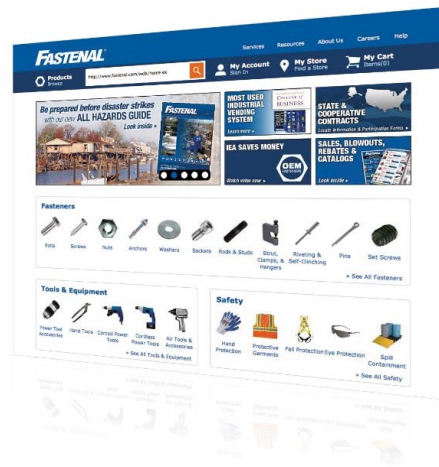 FASTENAL
Services Resources About Us Careers Help
Products
Browse
My Account
Sign In
My Store
Find a Store
My Cart
Items(0)
Be prepared before disaster strikes
with our new ALL HAZARDS GUIDE
Look inside »
FASTENAL
MOST USED
INDUSTRIAL
VENDING
SYSTEM
Learn more »
BUSINESS
STATE &
COOPERATIVE
CONTRACTS
IEA SAVES MONEY
Watch video now »
OEM
FASTENERS
SALES, BLOWOUTS,
REBATES &
CATALOGS
Look inside »
Fasteners
Bolts
Screws
Nuts
Anchors
Washers
Sockets
Rods & Studs
Strut,
Clamps, &
Hangers
Riveting &
Self-Clinching
Pins
Set Screws
» See All Fasteners
Tools & Equipment
Power Tool
Accessories
Hand Tools
Corded Power
Tools
Cordless
Power Tools
Air Tools &
Accessories
» See All Tools & Equipment
Safety
Hand
Protection
Protective
Garments
Fall Protection
Eye Protection
Spill
Containment
» See All Safety